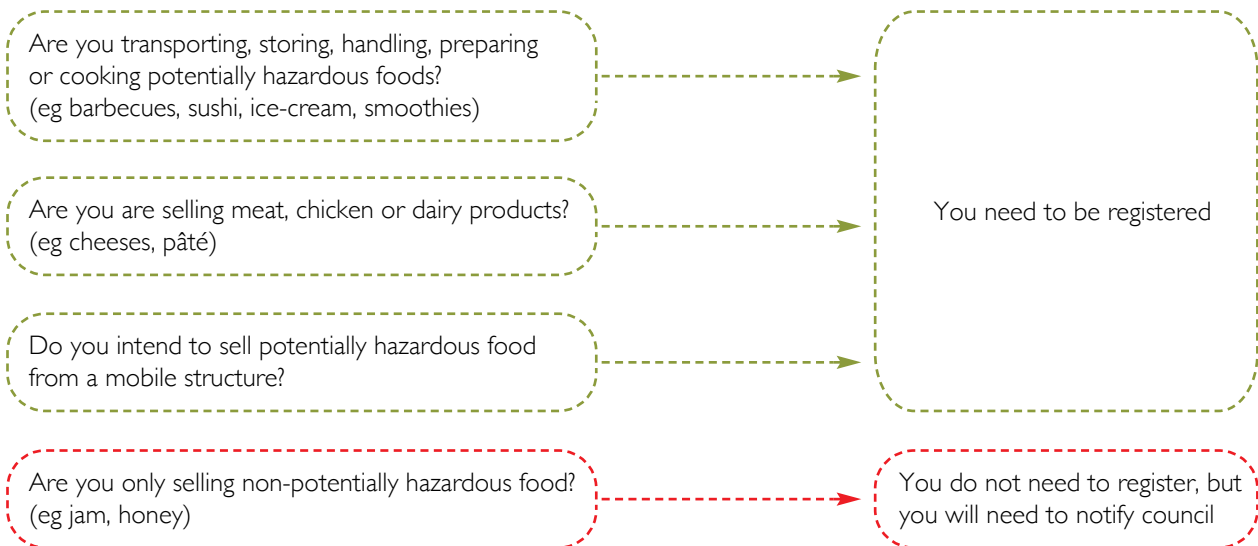 Are you transporting, storing, handling, preparing
or cooking potentially hazardous foods?
(eg barbecues, sushi, ice-cream, smoothies)
Are you are selling meat, chicken or dairy products?
(eg cheeses, pâté)
You need to be registered
Do you intend to sell potentially hazardous food
from a mobile structure?
Are you only selling non-potentially hazardous food?
(eg jam, honey)
You do not need to register, but
you will need to notify council